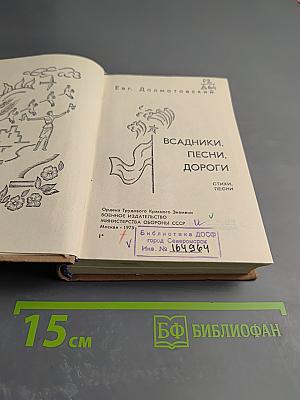 Евг. Долматовский
ВСАДНИКИ,
ПЕСНИ,
ДОРОГИ
СТИХИ,
ПЕСНИ
Ордена Трудового Красного Знамени
ВОЕННОЕ ИЗДАТЕЛЬСТВО
МИНИСТЕРСТВА ОБОРОНЫ СССР
Москва - 1973
Библиотека ДОСФ
город Североморск
Инв. № 164964
15 СМ
БФ БИБЛИОФАН